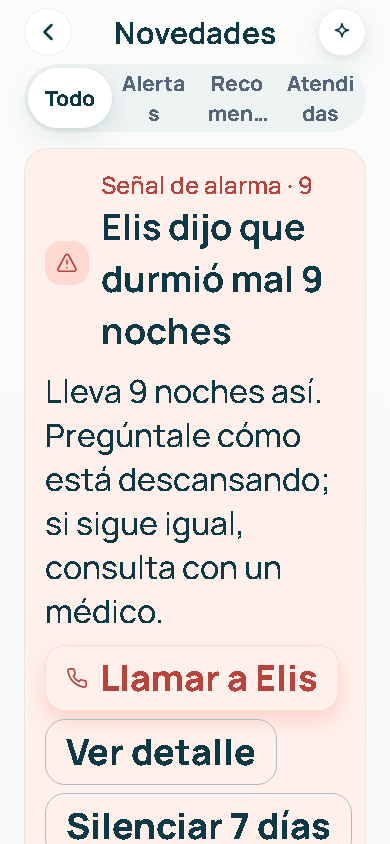 Novedades
Todo
Alerta
s
Reco
men...
Atendi
das
Señal de alarma · 9
Elis dijo que
durmió mal 9
noches
Lleva 9 noches así.
Pregúntale cómo
está descansando;
si sigue igual,
consulta con un
médico.
Llamar a Elis
Ver detalle
Silenciar 7 días